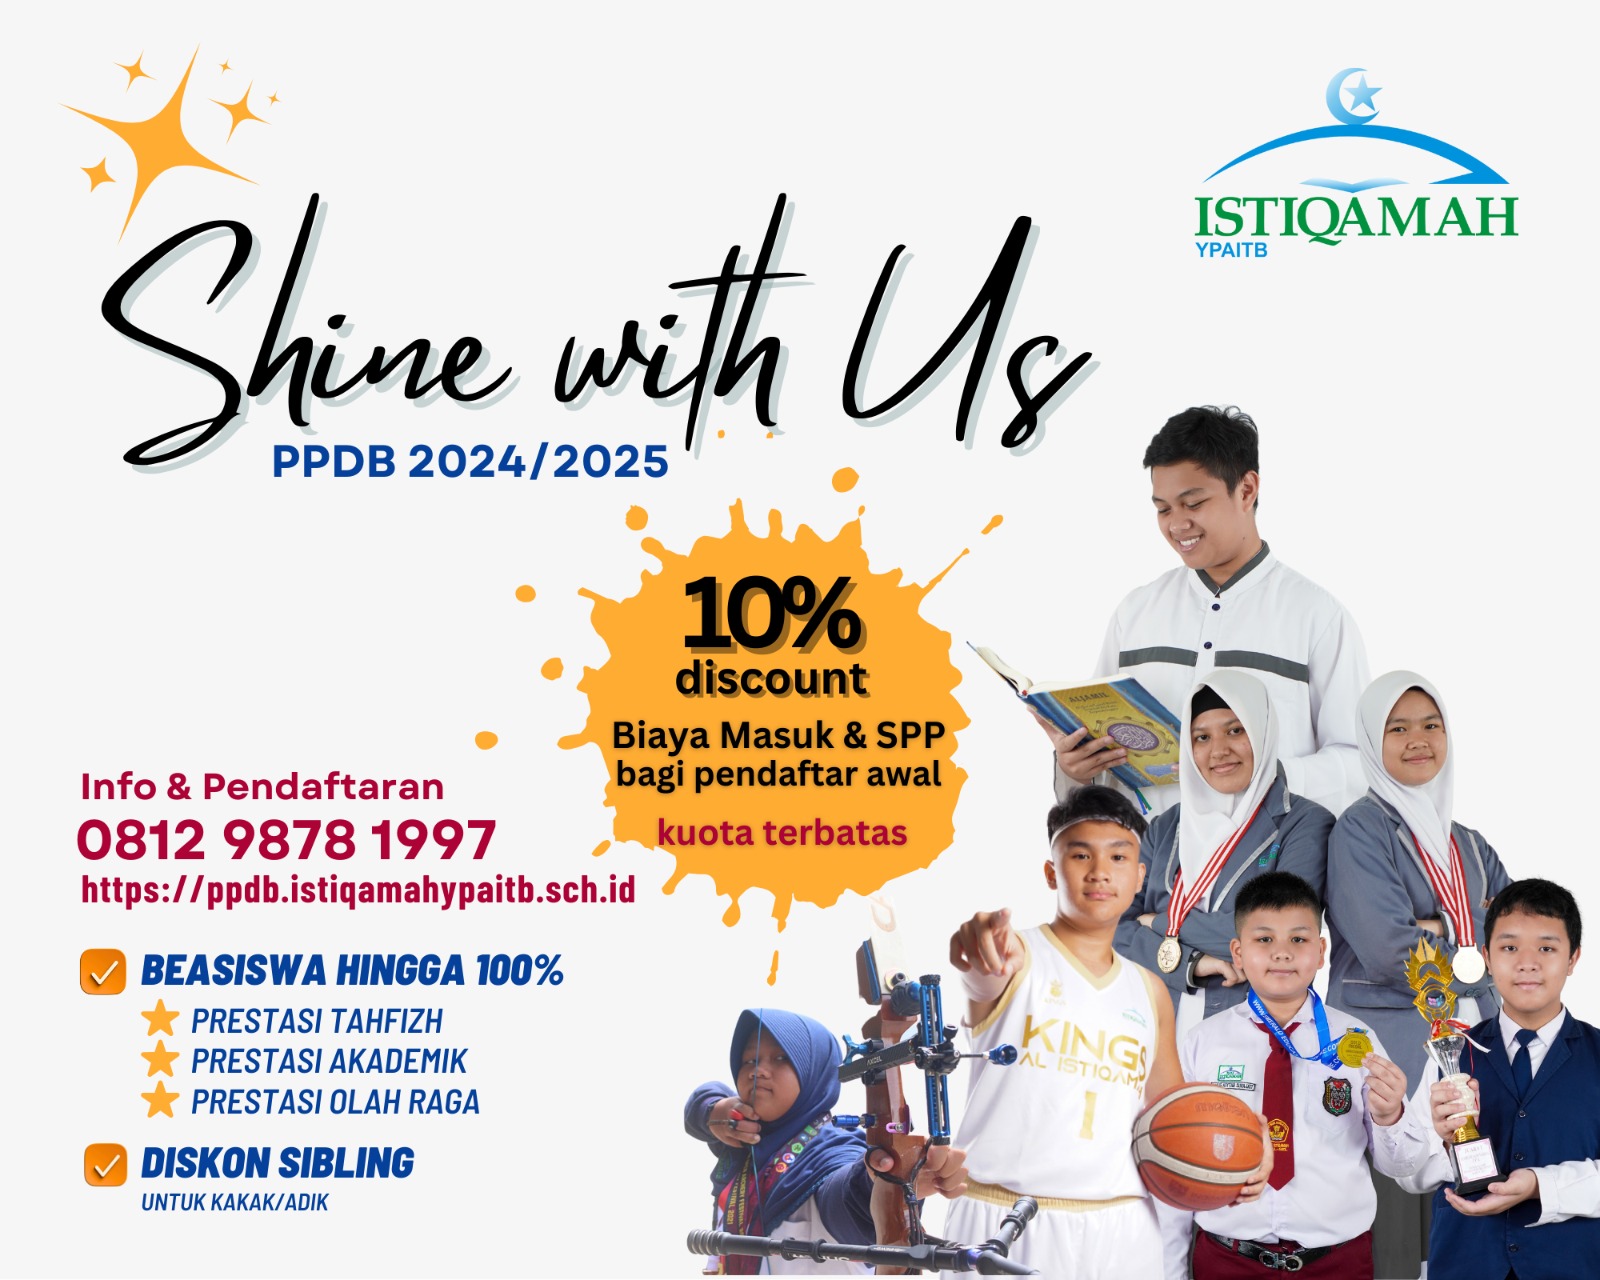 ISTIQAMAH
YPAITB
Shine with Us
PPDB 2024/2025
10%
discount
Biaya Masuk & SPP
bagi pendaftar awal
kuota terbatas
Info & Pendaftaran
0812 9878 1997
https://ppdb.istiqamahypaitb.sch.id
BEASISWA HINGGA 100%
PRESTASI TAHFIZH
PRESTASI AKADEMIK
PRESTASI OLAH RAGA
DISKON SIBLING
UNTUK KAKAK/ADIK
ALJAMIL
KINGS
AL ISTIQAMAH
1